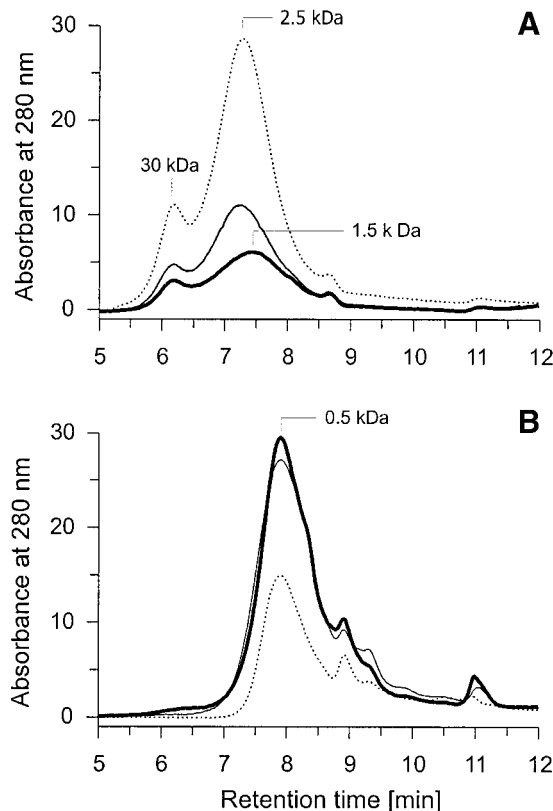 A
2.5 kDa
30 kDa
1.5 k Da
Absorbance at 280 nm
30
20
10
0
5 6 7 8 9 10 11 12
B
0.5 kDa
Absorbance at 280 nm
30
20
10
0
5 6 7 8 9 10 11 12
Retention time [min]